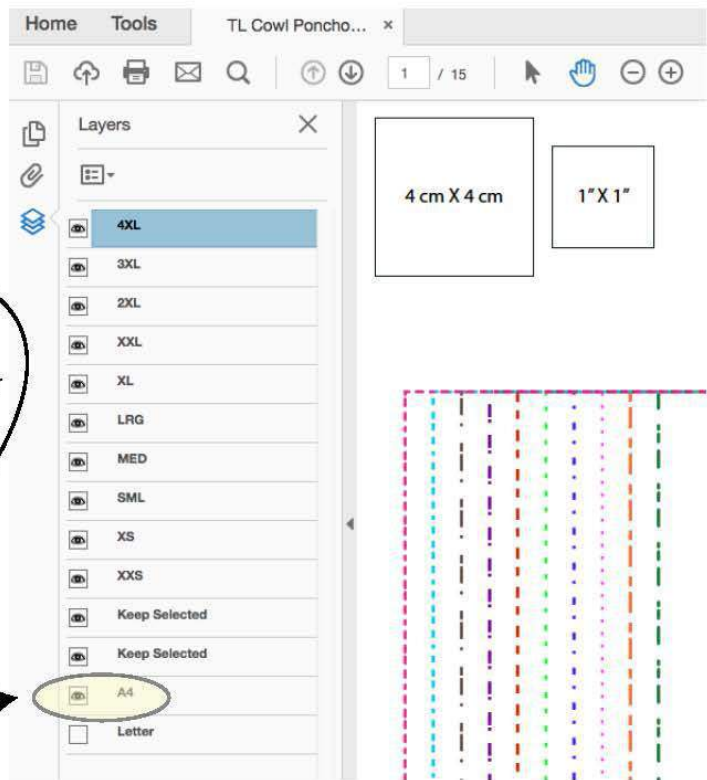 Home Tools TL Cowl Poncho... ×
1 / 15
Layers
4 cm X 4 cm
1" X 1"
4XL
3XL
2XL
XXL
XL
LRG
MED
SML
XS
XXS
Keep Selected
Keep Selected
A4
Letter